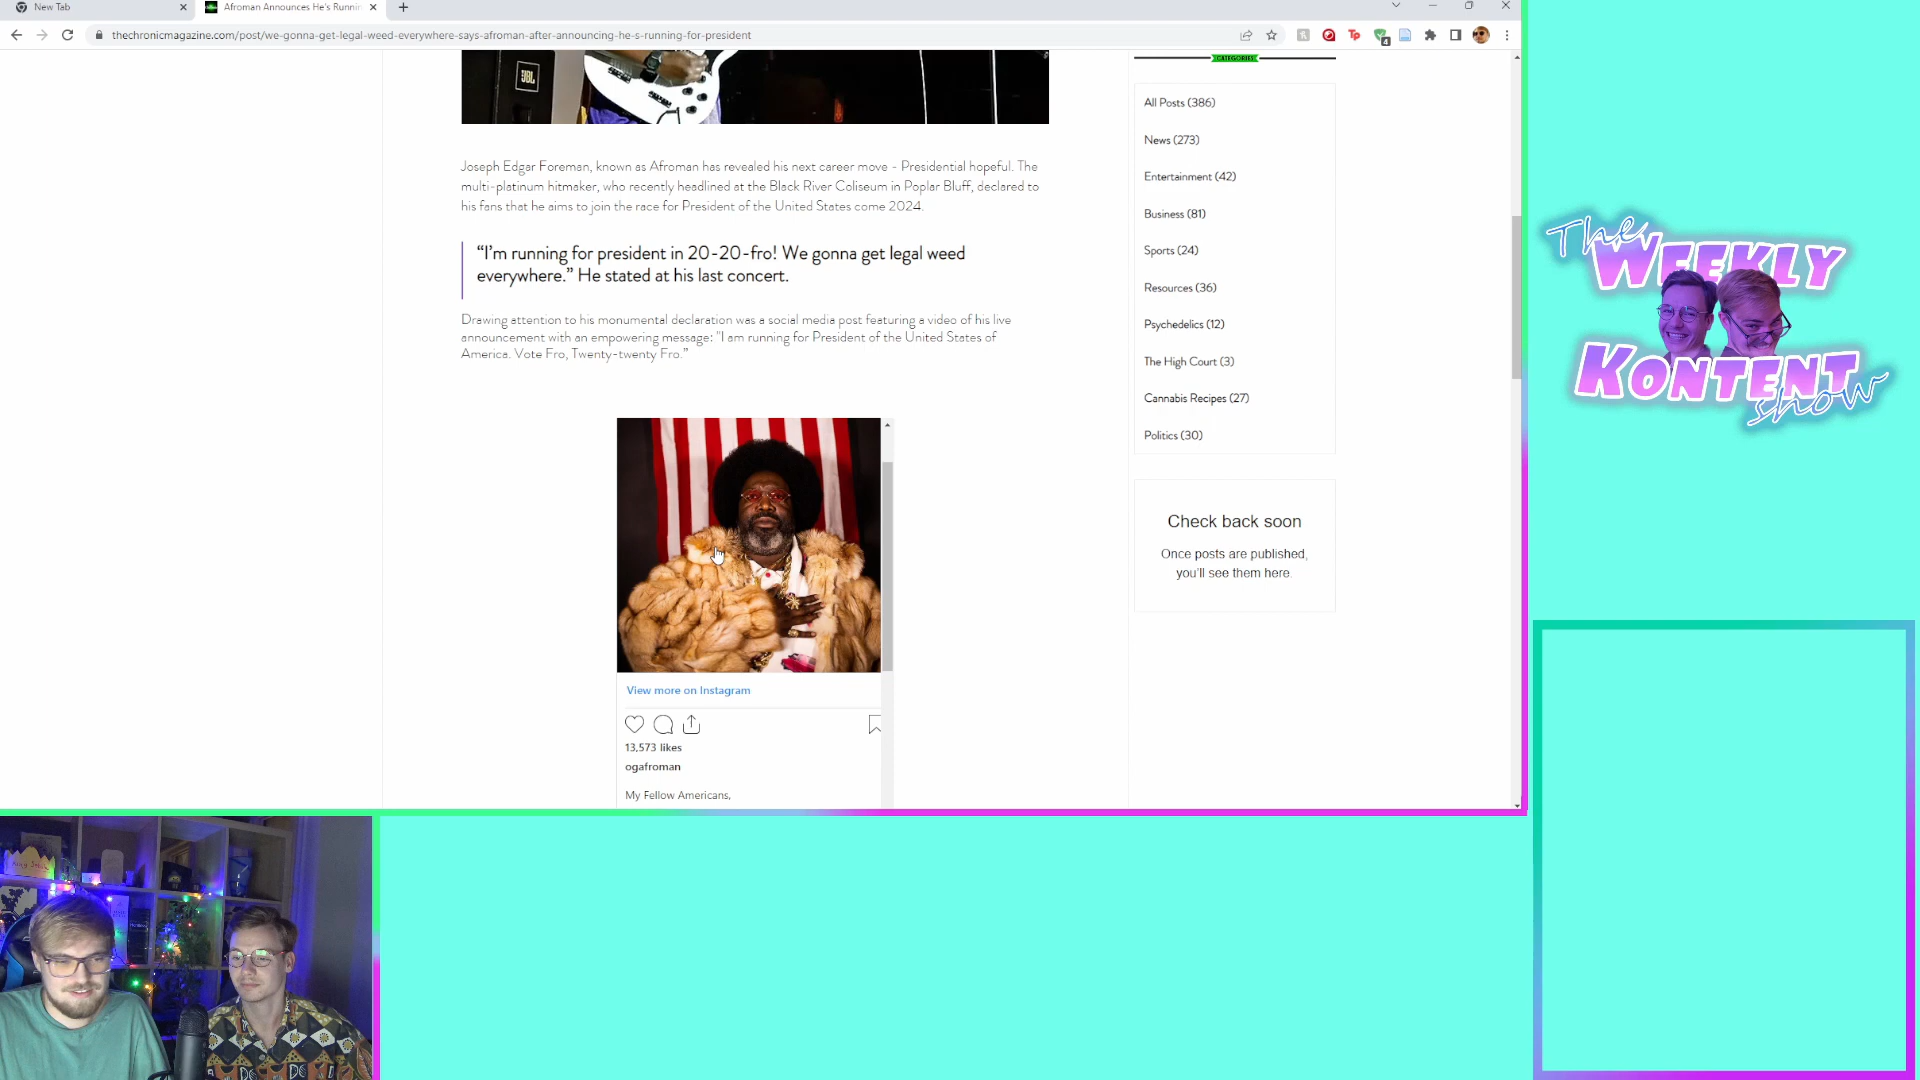 New Tab
Afroman Announces He's Runnin
thechronicmagazine.com/post/we-gonna-get-legal-weed-everywhere-says-afroman-after-announcing-he-s-running-for-president
JBL
CATEGORIES
Joseph Edgar Foreman, known as Afroman has revealed his next career move - Presidential hopeful. The
multi-platinum hitmaker, who recently headlined at the Black River Coliseum in Poplar Bluff, declared to
his fans that he aims to join the race for President of the United States come 2024.
“I’m running for president in 20-20-fro! We gonna get legal weed
everywhere.” He stated at his last concert.
Drawing attention to his monumental declaration was a social media post featuring a video of his live
announcement with an empowering message: "I am running for President of the United States of
America. Vote Fro, Twenty-twenty Fro.”
View more on Instagram
13,573 likes
ogafroman
My Fellow Americans,
All Posts (386)
News (273)
Entertainment (42)
Business (81)
Sports (24)
Resources (36)
Psychedelics (12)
The High Court (3)
Cannabis Recipes (27)
Politics (30)
Check back soon
Once posts are published,
you’ll see them here.
The
WEEKLY
KONTENT
show